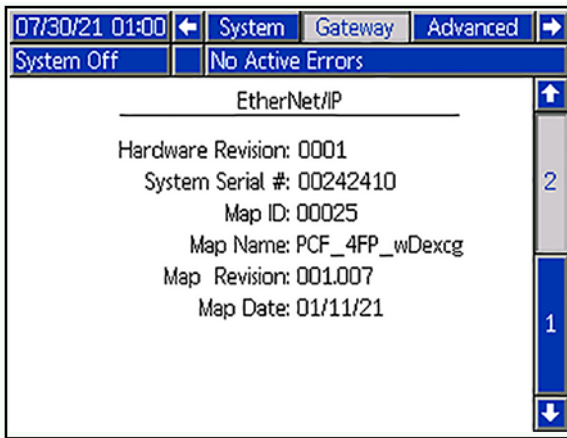 07/30/21 01:00 System Gateway Advanced
System Off No Active Errors
EtherNet/IP
Hardware Revision: 0001
System Serial #: 00242410
Map ID: 00025
Map Name: PCF_4FP_wDexcg
Map Revision: 001.007
Map Date: 01/11/21
2
1